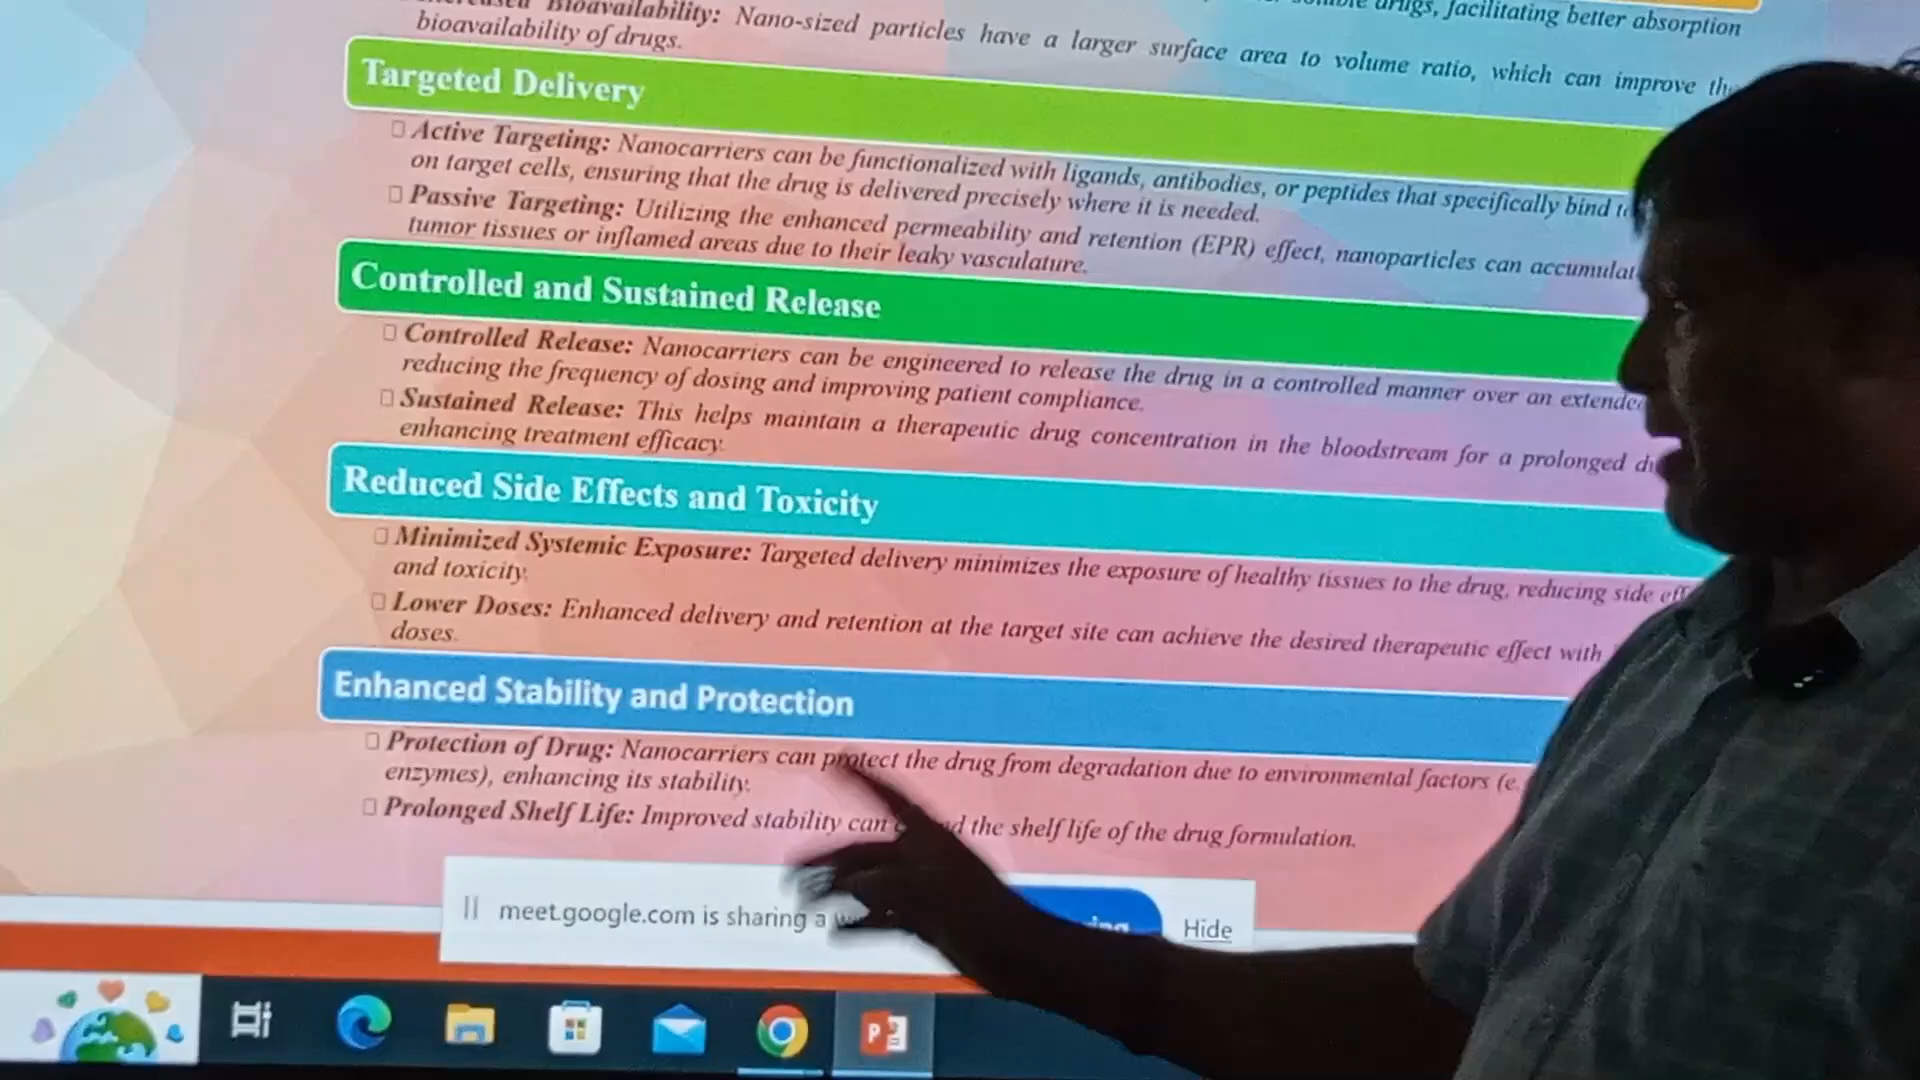 soluble drugs, facilitating better absorption
Bioavailability: Nano-sized particles have a larger surface area to volume ratio, which can improve
bioavailability of drugs.
Targeted Delivery
Active Targeting: Nanocarriers can be functionalized with ligands, antibodies, or peptides that specifically bind
on target cells, ensuring that the drug is delivered precisely where it is needed.
Passive Targeting: Utilizing the enhanced permeability and retention (EPR) effect, nanoparticles can
tumor tissues or inflamed areas due to their leaky vasculature.
Controlled and Sustained Release
Controlled Release: Nanocarriers can be engineered to release the drug in a controlled manner over an
reducing the frequency of dosing and improving patient compliance.
Sustained Release: This helps maintain a therapeutic drug concentration in the bloodstream for a prolonged
enhancing treatment efficacy.
Reduced Side Effects and Toxicity
Minimized Systemic Exposure: Targeted delivery minimizes the exposure of healthy tissues to the drug, reducing side
and toxicity.
Lower Doses: Enhanced delivery and retention at the target site can achieve the desired therapeutic effect with
doses.
Enhanced Stability and Protection
Protection of Drug: Nanocarriers can protect the drug from degradation due to environmental factors (e.
enzymes), enhancing its stability.
Prolonged Shelf Life: Improved stability can the shelf life of the drug formulation.
meet.google.com is sharing a Hide